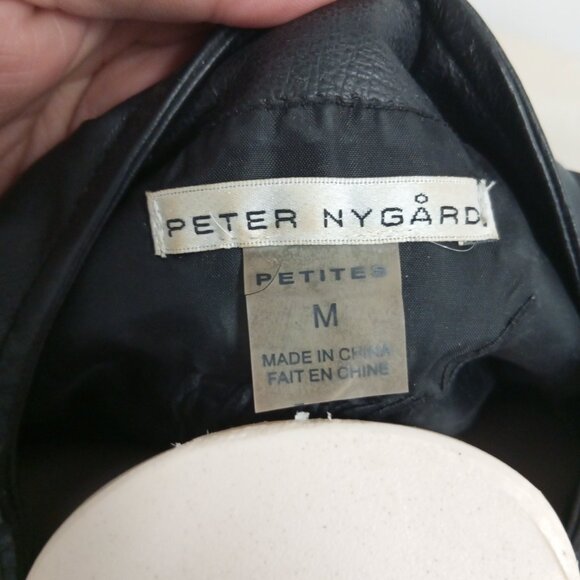 PETER NYGÅRD
PETITES
M
MADE IN CHINA
FAIT EN CHINE